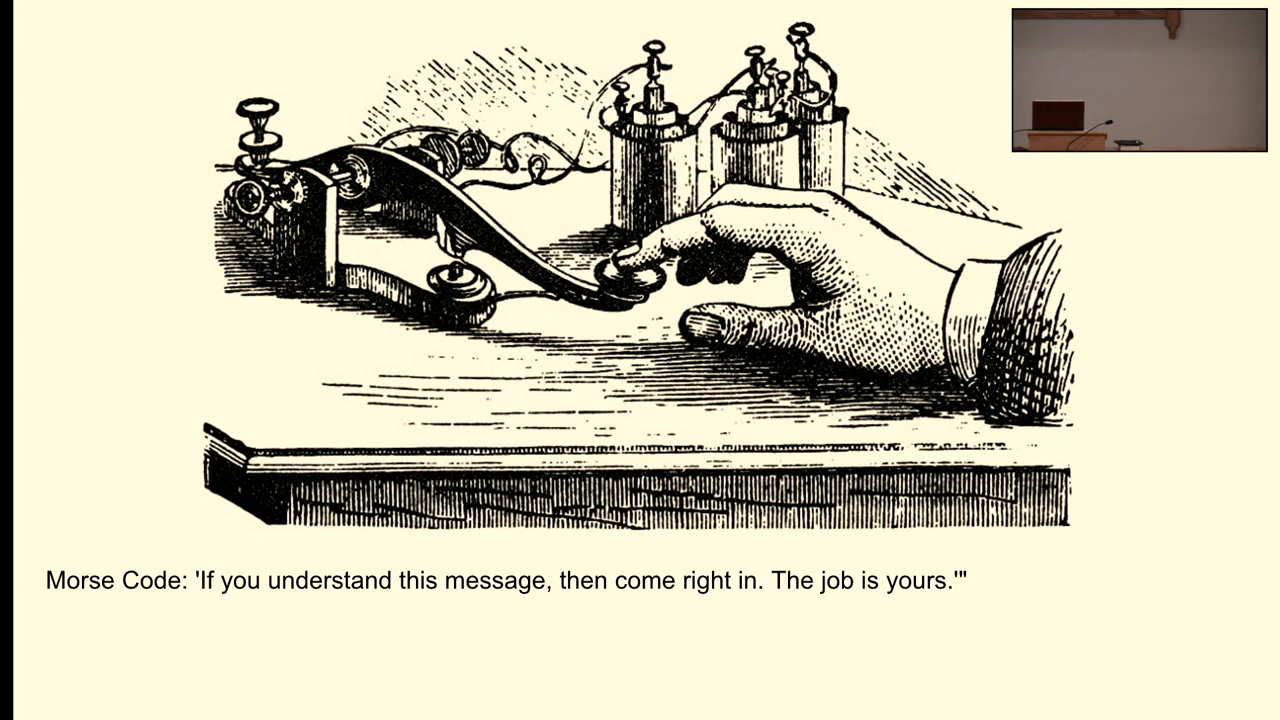 Morse Code: 'If you understand this message, then come right in. The job is yours.'"